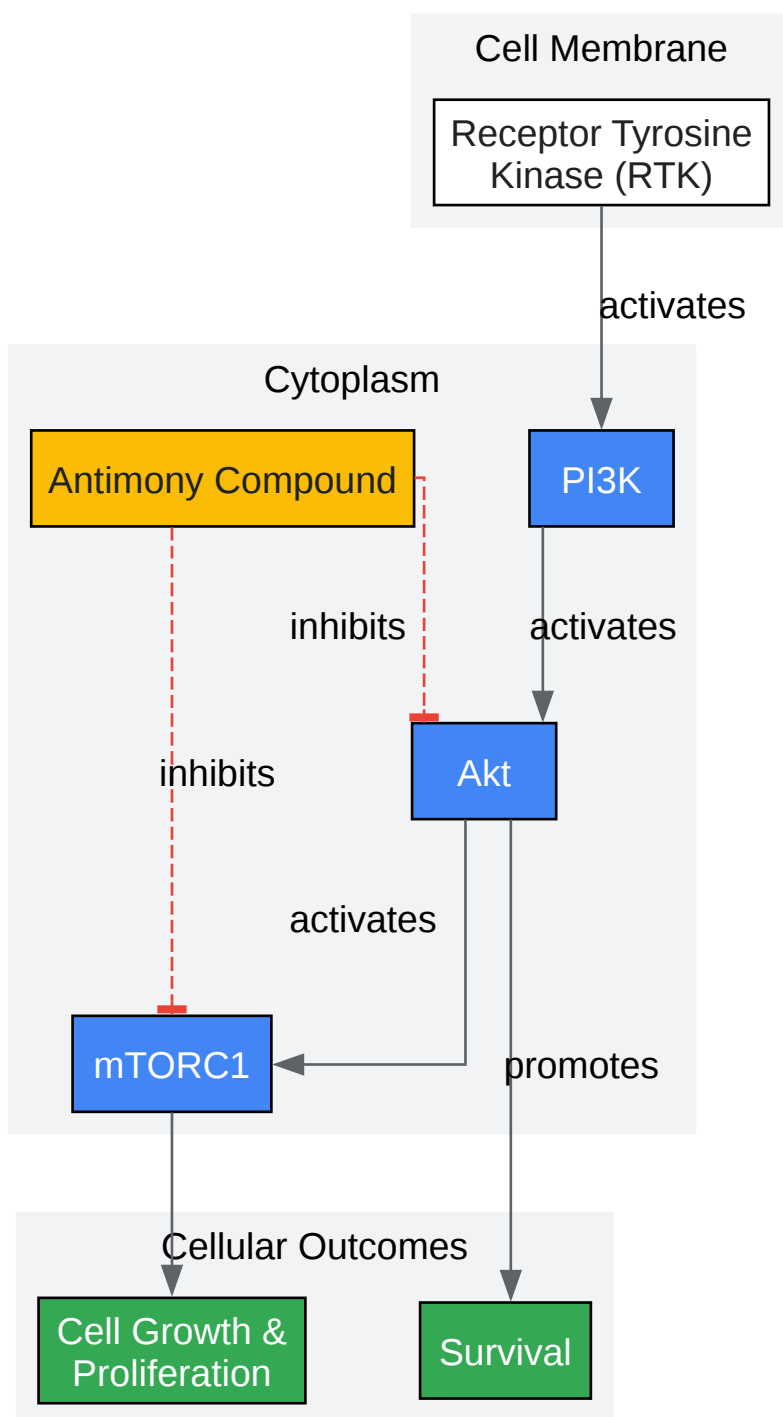 Cell Membrane
Receptor Tyrosine
Kinase (RTK)
activates
Cytoplasm
Antimony Compound
PI3K
inhibits
activates
inhibits
Akt
activates
mTORC1
promotes
Cellular Outcomes
Cell Growth &
Proliferation
Survival